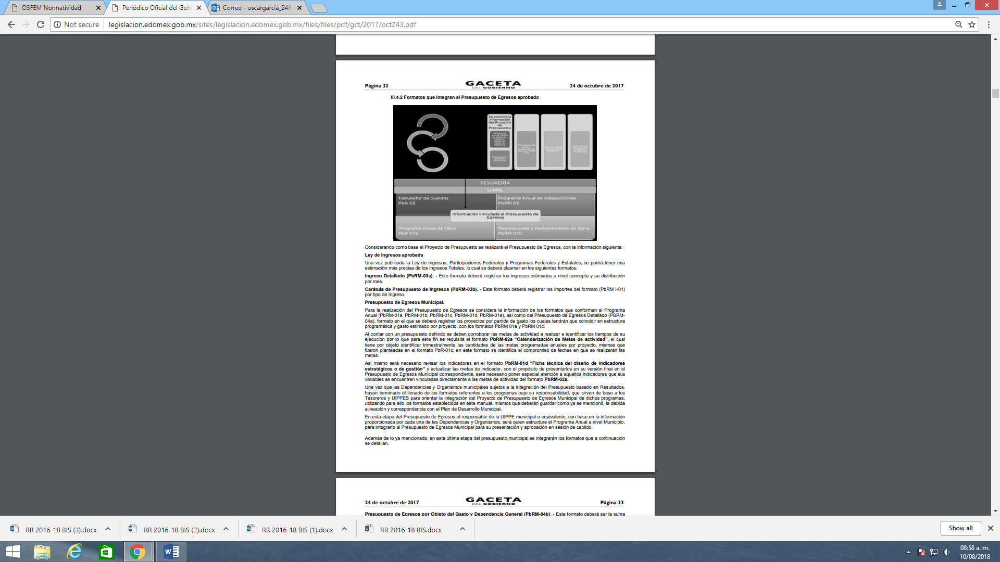 OSFEM Normatividad
Periódico Oficial del Gobi
Correo - oscargarcia_248
Not secure
legislacion.edomex.gob.mx/sites/legislacion.edomex.gob.mx/files/files/pdf/gct/2017/oct243.pdf
Página 32
GACETA
DEL GOBIERNO
24 de octubre de 2017
III.4.2 Formatos que integran el Presupuesto de Egresos aprobado
Se considera
información
del Proyecto
de
Presupuesto
TESORERÍA
UIPPE
Tabulador de Sueldos
PbR 05
Programa Anual de Adquisiciones
PbRM 06
Información vinculada al Presupuesto de
Egresos
Programa Anual de Obra
PbR 07a
Reparaciones y Mantenimiento de Obra
PbRM 07b
Considerando como base el Proyecto de Presupuesto se realizará el Presupuesto de Egresos, con la información siguiente:
Ley de Ingresos aprobada
Una vez publicada la Ley de Ingresos, Participaciones Federales y Programas Federales y Estatales, se podrá tener una
estimación más precisa de los Ingresos Totales, lo cual se deberá plasmar en los siguientes formatos:
Ingreso Detallado (PbRM-03a). - Este formato deberá registrar los ingresos estimados a nivel concepto y su distribución
por mes.
Carátula de Presupuesto de Ingresos (PbRM-03b). - Este formato deberá registrar los importes del formato (PbRM I-01)
por tipo de Ingreso.
Presupuesto de Egresos Municipal.
Para la realización del Presupuesto de Egresos se considera la información de los formatos que conforman el Programa
Anual (PbRM-01a, PbRM-01b, PbRM-01c, PbRM-01d, PbRM-01e), así como del Presupuesto de Egresos Detallado (PBRM-
04a), formato en el que se deberá registrar los proyectos por partida de gasto los cuales tendrán que coincidir en estructura
programática y gasto estimado por proyecto, con los formatos PbRM 01a y PbRM 01c.
Al contar con un presupuesto definido se deben corroborar las metas de actividad a realizar e identificar los tiempos de su
ejecución por lo que para este fin se requisita el formato PbRM-02a “Calendarización de Metas de actividad”, el cual
tiene por objeto identificar trimestralmente las cantidades de las metas programadas anuales por proyecto, mismas que
fueron planteadas en el formato PbR-01c; en este formato se identifica el compromiso de fechas en que se realizarán las
metas.
Así mismo será necesario revisar los indicadores en el formato PbRM-01d “Ficha técnica del diseño de indicadores
estratégicos o de gestión” y actualizar las metas de indicador, con el propósito de presentarlos en su versión final en el
Presupuesto de Egresos Municipal correspondiente, será necesario poner especial atención a aquellos indicadores que sus
variables se encuentren vinculadas directamente a las metas de actividad del formato PbRM-02a.
Una vez que las Dependencias y Organismos municipales sujetos a la integración del Presupuesto basado en Resultados,
hayan terminado el llenado de los formatos referentes a los programas bajo su responsabilidad, que sirven de base a los
Tesoreros y UIPPES para orientar la integración del Proyecto de Presupuesto de Egresos Municipal de dichos programas,
utilizando para ello los formatos establecidos en este manual, mismos que deberán guardar como ya se mencionó, la debida
alineación y correspondencia con el Plan de Desarrollo Municipal.
En esta etapa del Presupuesto de Egresos el responsable de la UIPPE municipal o equivalente, con base en la información
proporcionada por cada una de las Dependencias y Organismos, será quien estructure el Programa Anual a nivel Municipio,
para integrarlo al Presupuesto de Egresos Municipal para su presentación y aprobación en sesión de cabildo.
Además de lo ya mencionado, en esta última etapa del presupuesto municipal se integrarán los formatos que a continuación
se detallan.
24 de octubre de 2017
GACETA
DEL GOBIERNO
Página 33
Presupuesto de Egresos por Objeto del Gasto y Dependencia General (PbRM-04b). - Este formato deberá ser la suma
RR 2016-18 BIS (3).docx
RR 2016-18 BIS (2).docx
RR 2016-18 BIS (1).docx
RR 2016-18 BIS.docx
Show all
08:58 a. m.
10/08/2018